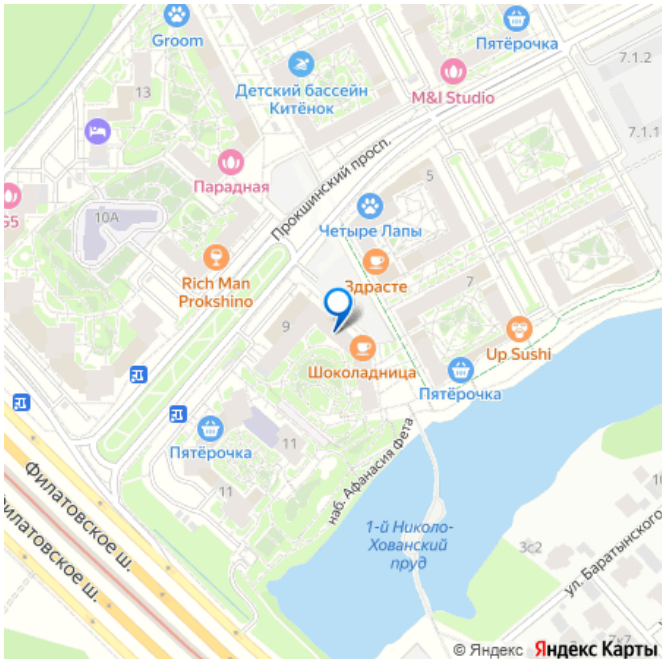 Groom
Пятёрочка
7.1.2
Детский бассейн
Китёнок
M&I Studio
13
7.1.1
Прокшинский просп.
Парадная
5
G5
10А
Четыре Лапы
Rich Man
Prokshino
Здрасте
7
9
Up Sushi
Шоколадница
Пятёрочка
11
Пятёрочка
11
наб. Афанасия Фета
Филатовское ш.
Филатовское ш.
1-й Николо-
Хованский
пруд
3с2
ул. Баратынского
7к7
© Яндекс Яндекс Карты